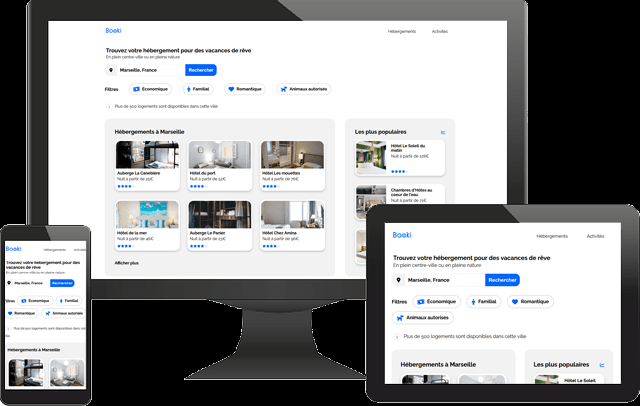 Booki
Hébergements
Activités
Trouvez votre hébergement pour des vacances de rêve
En plein centre-ville ou en pleine nature
Marseille, France
Rechercher
Filtres
Économique
Familial
Romantique
Animaux autorisés
Plus de 500 logements sont disponibles dans cette ville
Hébergements à Marseille
Auberge La Canebière
Nuit à partir de 25€
Hôtel du port
Nuit à partir de 52€
Hôtel Les mouettes
Nuit à partir de 76€
Hôtel de la mer
Nuit à partir de 46€
Auberge Le Panier
Nuit à partir de 23€
Hôtel Chez Amina
Nuit à partir de 96€
Afficher plus
Les plus populaires
Hôtel Le Soleil du
matin
Nuit à partir de 128€
Chambres d'Hôtes au
coeur de l'eau
Nuit à partir de 71€
Booki
Hébergements
Activités
Trouvez votre hébergement pour des
vacances de rêve
En plein centre-ville ou en pleine nature
Marseille, France
Rechercher
Filtres
Économique
Familial
Romantique
Animaux autorisés
Plus de 500 logements sont disponibles dans cette
ville
Hébergements à Marseille
Booki
Hébergements
Activités
Trouvez votre hébergement pour des vacances de rêve
En plein centre-ville ou en pleine nature
Marseille, France
Rechercher
Filtres
Économique
Familial
Romantique
Animaux autorisés
Plus de 500 logements sont disponibles dans cette ville
Hébergements à Marseille
Les plus populaires
Hôtel Le Soleil